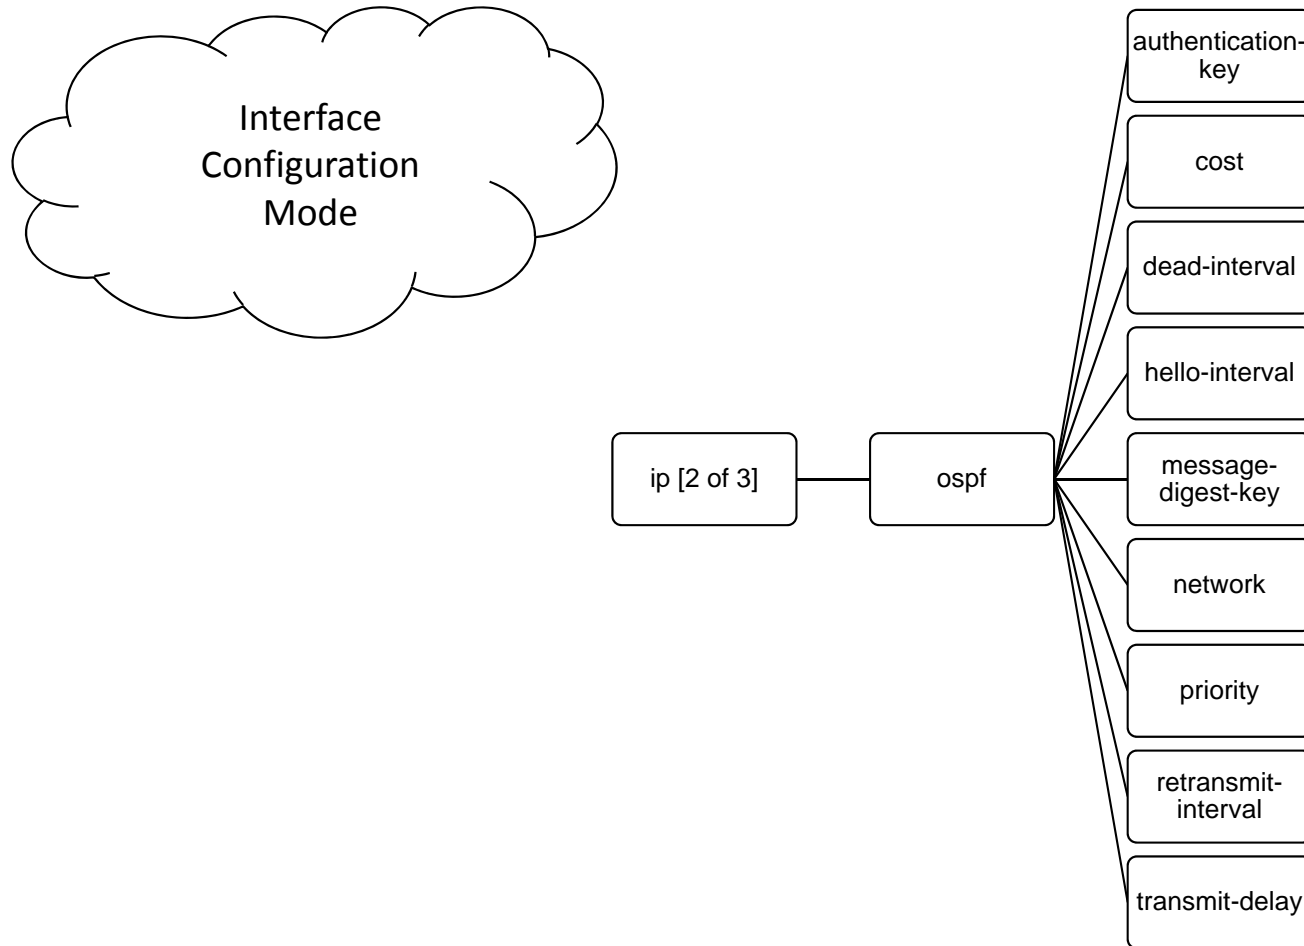 Interface
Configuration
Mode
ip [2 of 3]
ospf
authentication-
key
cost
dead-interval
hello-interval
message-
digest-key
network
priority
retransmit-
interval
transmit-delay